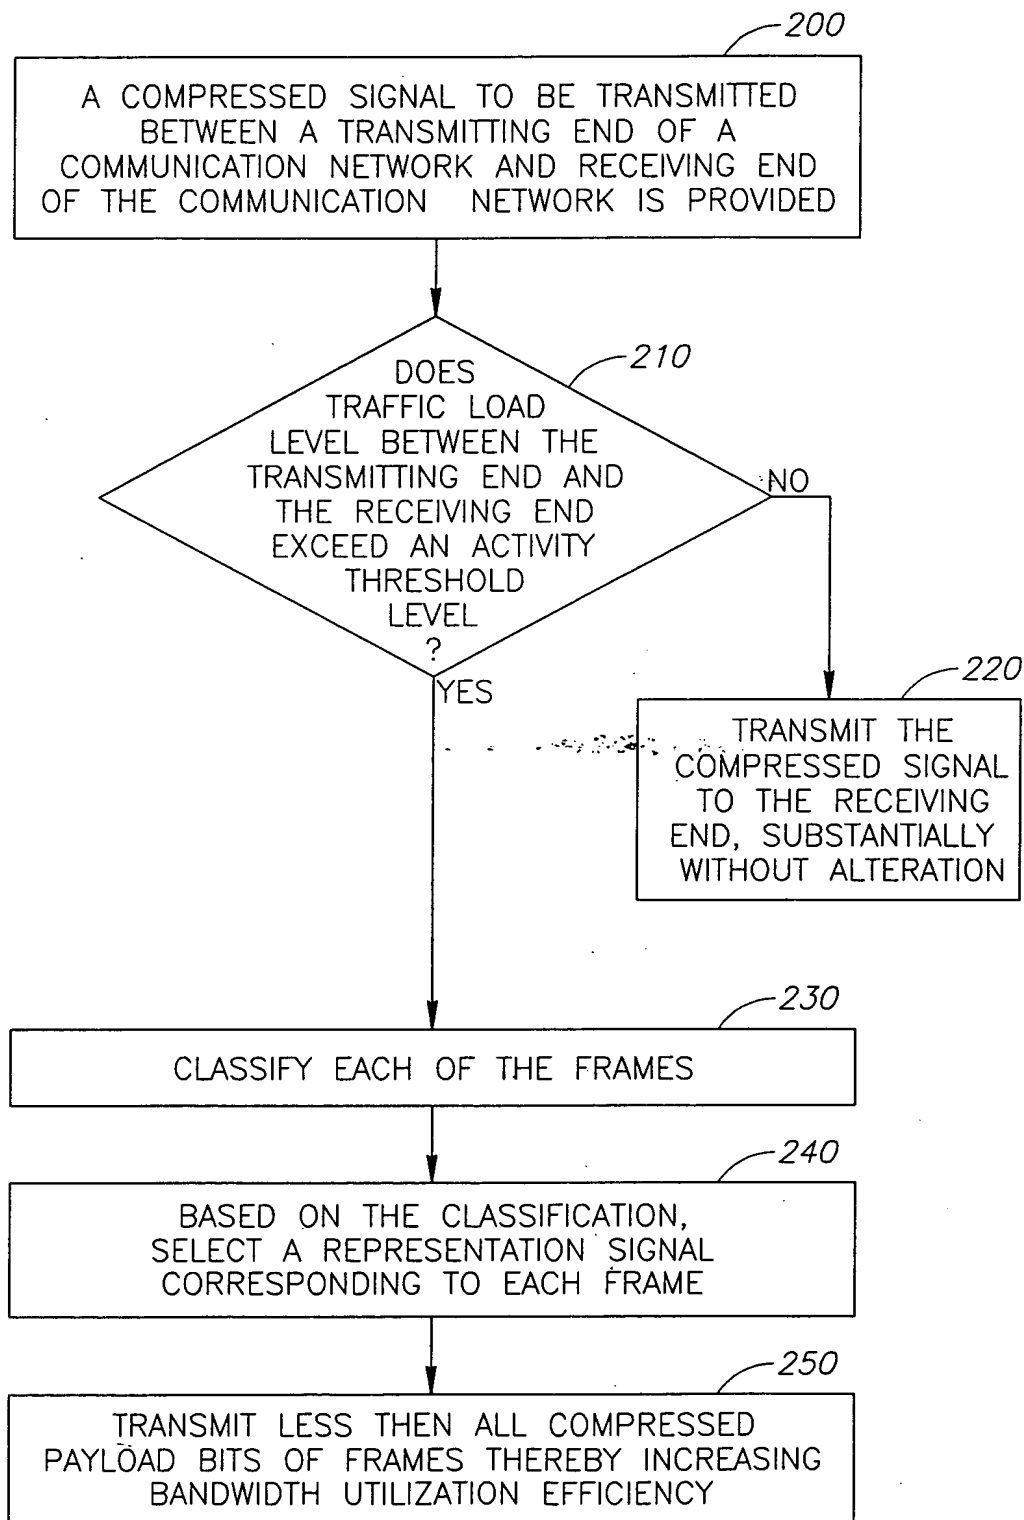 200
A COMPRESSED SIGNAL TO BE TRANSMITTED
BETWEEN A TRANSMITTING END OF A
COMMUNICATION NETWORK AND RECEIVING END
OF THE COMMUNICATION NETWORK IS PROVIDED
210
DOES
TRAFFIC LOAD
LEVEL BETWEEN THE
TRANSMITTING END AND
THE RECEIVING END
EXCEED AN ACTIVITY
THRESHOLD
LEVEL
?
NO
YES
220
TRANSMIT THE
COMPRESSED SIGNAL
TO THE RECEIVING
END, SUBSTANTIALLY
WITHOUT ALTERATION
230
CLASSIFY EACH OF THE FRAMES
240
BASED ON THE CLASSIFICATION,
SELECT A REPRESENTATION SIGNAL
CORRESPONDING TO EACH FRAME
250
TRANSMIT LESS THEN ALL COMPRESSED
PAYLOAD BITS OF FRAMES THEREBY INCREASING
BANDWIDTH UTILIZATION EFFICIENCY